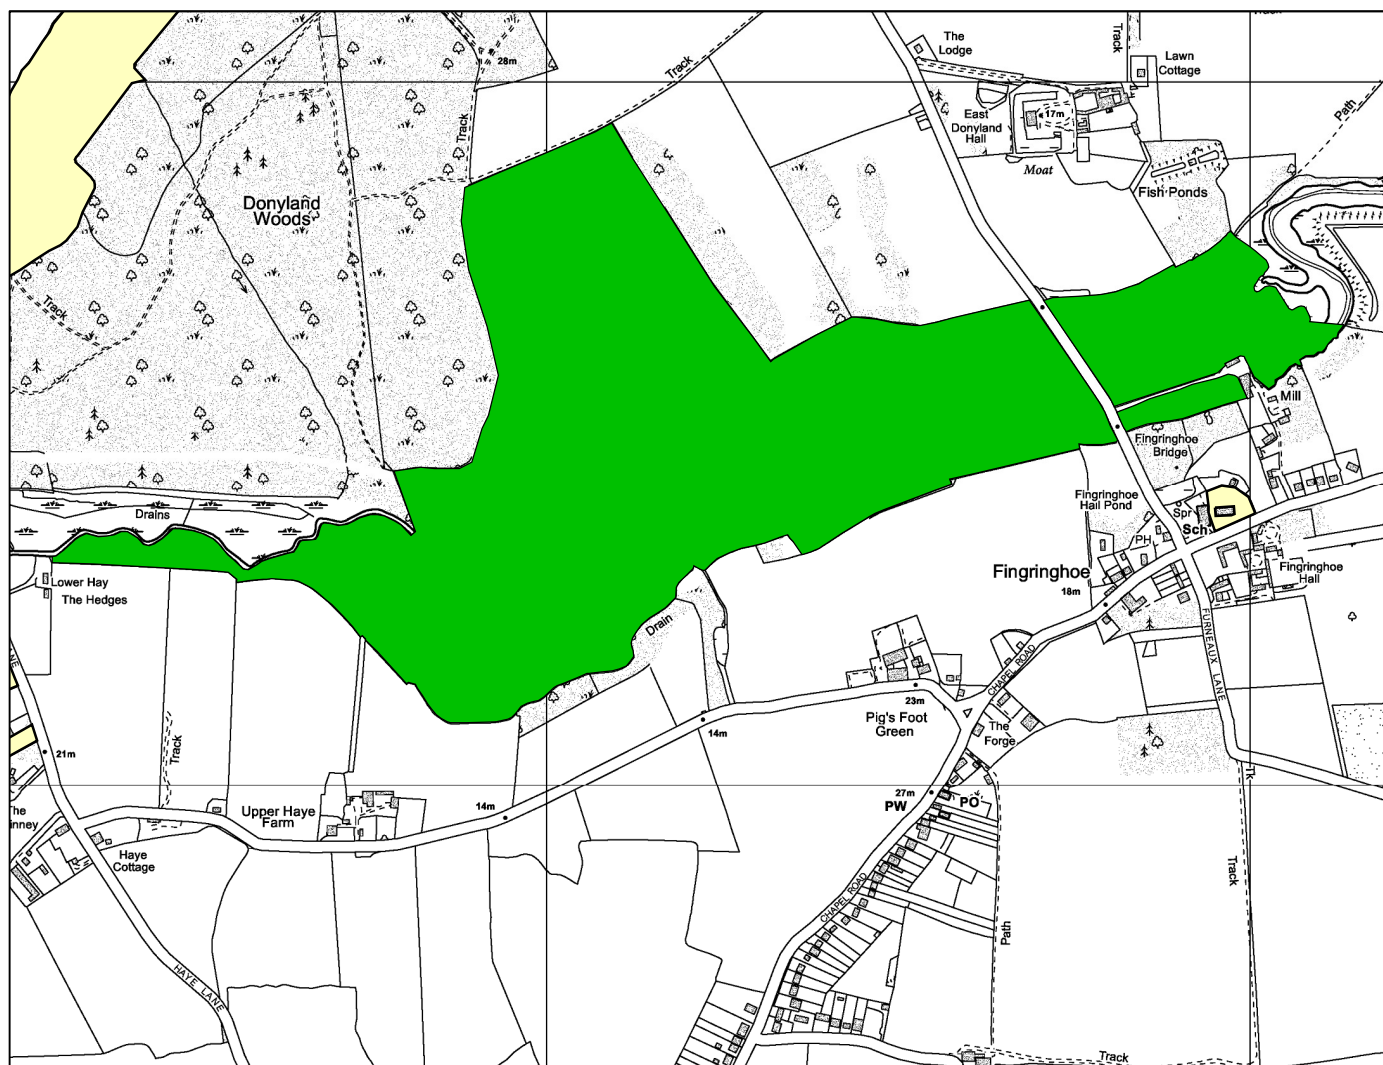 The
Lodge
Track
Track
Lawn
Cottage
28m
Track
East
Donyland
Hall
17m
Path
Track
Moat
Fish Ponds
Donyland
Woods
Track
Mill
Fingringhoe
Bridge
Fingringhoe
Hall Pond
Spr
Sch
Drains
PH
Fingringhoe
Hall
Fingringhoe
18m
Lower Hay
The Hedges
Drain
FURNEAUX LANE
CHAPEL ROAD
23m
Pig's Foot
Green
The
Forge
14m
Track
21m
Tk
27m
PW
PO
14m
Upper Haye
Farm
The
Haye
Cottage
Track
CHAPEL ROAD
Path
HAYE LANE
Track